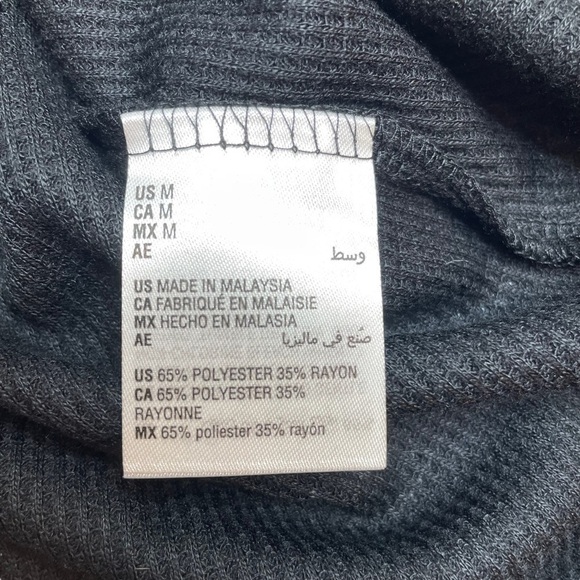 US M
CA M
MX M
AE وسط
US MADE IN MALAYSIA
CA FABRIQUÉ EN MALAISIE
MX HECHO EN MALASIA
AE صُنع في ماليزيا
US 65% POLYESTER 35% RAYON
CA 65% POLYESTER 35%
RAYONNE
MX 65% poliester 35% rayón